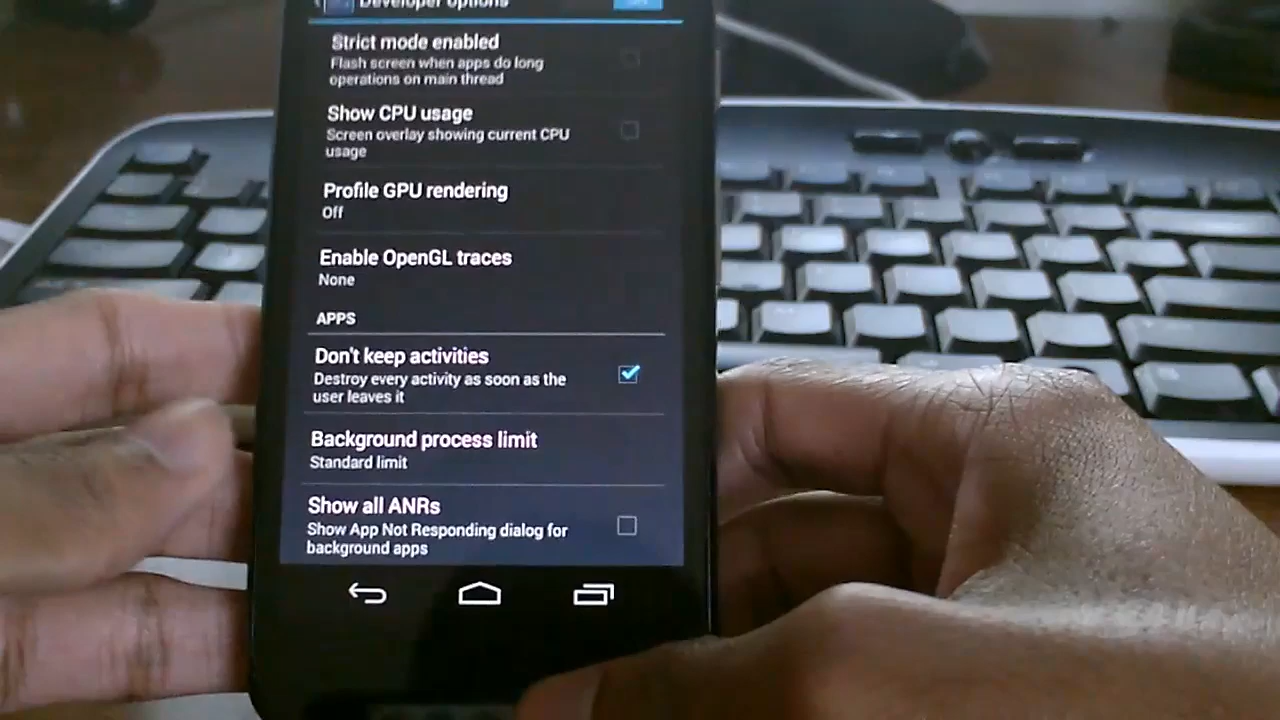 Developer options
Strict mode enabled
Flash screen when apps do long
operations on main thread
Show CPU usage
Screen overlay showing current CPU
usage
Profile GPU rendering
Off
Enable OpenGL traces
None
APPS
Don't keep activities
Destroy every activity as soon as the
user leaves it
Background process limit
Standard limit
Show all ANRs
Show App Not Responding dialog for
background apps